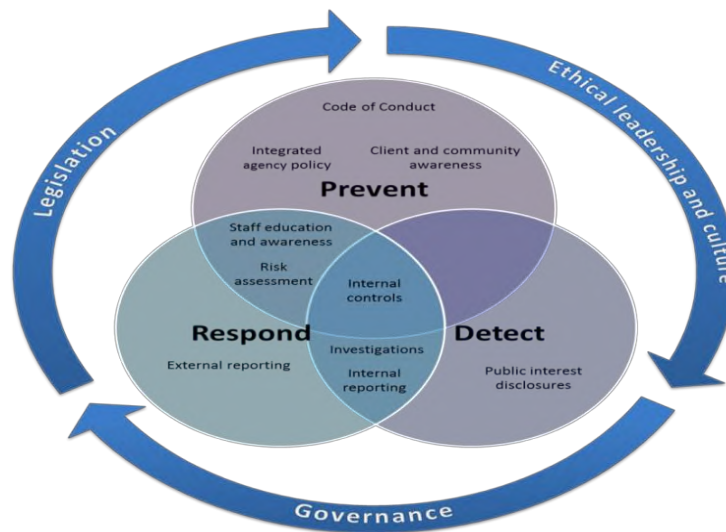 Legislation
Ethical leadership and culture
Code of Conduct
Integrated
agency policy
Client and community
awareness
Prevent
Staff education
and awareness
Risk
assessment
Internal
controls
Respond
Detect
External reporting
Investigations
Internal
reporting
Public interest
disclosures
Governance